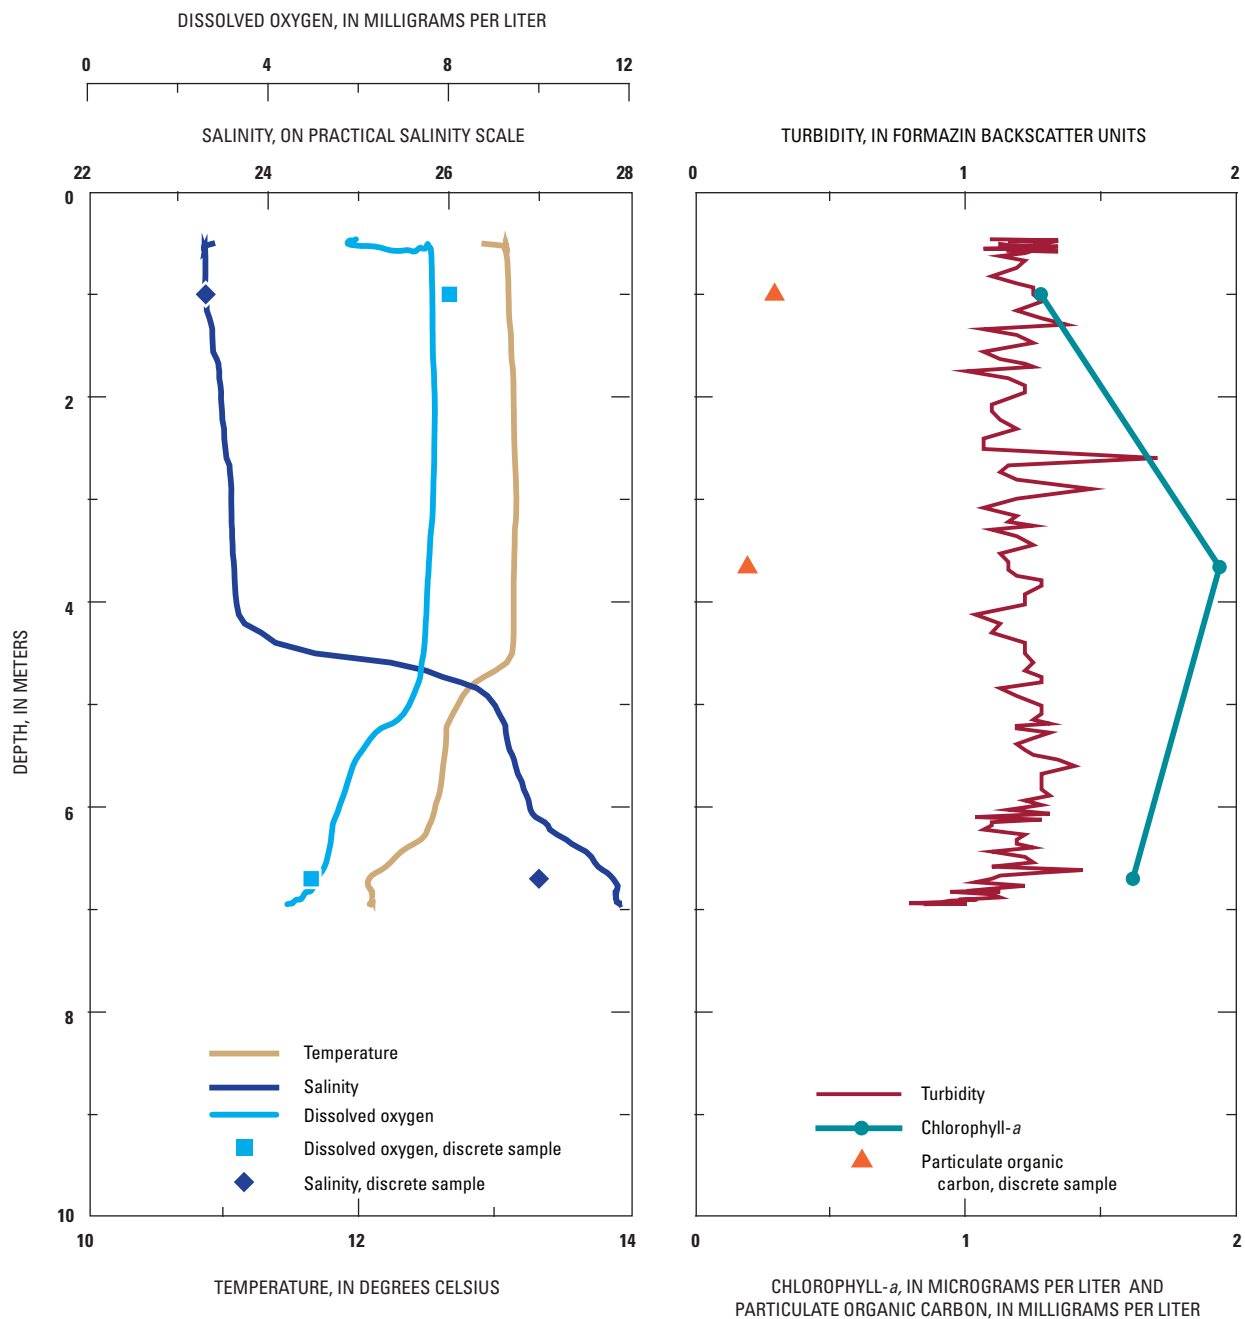 DISSOLVED OXYGEN, IN MILLIGRAMS PER LITER
0 4 8 12
SALINITY, ON PRACTICAL SALINITY SCALE
22 24 26 28
TURBIDITY, IN FORMAZIN BACKSCATTER UNITS
0 1 2
DEPTH, IN METERS
0
2
4
6
8
10
Temperature
Salinity
Dissolved oxygen
Dissolved oxygen, discrete sample
Salinity, discrete sample
Turbidity
Chlorophyll-a
Particulate organic
carbon, discrete sample
10 12 14
TEMPERATURE, IN DEGREES CELSIUS
0 1 2
CHLOROPHYLL-a, IN MICROGRAMS PER LITER AND
PARTICULATE ORGANIC CARBON, IN MILLIGRAMS PER LITER